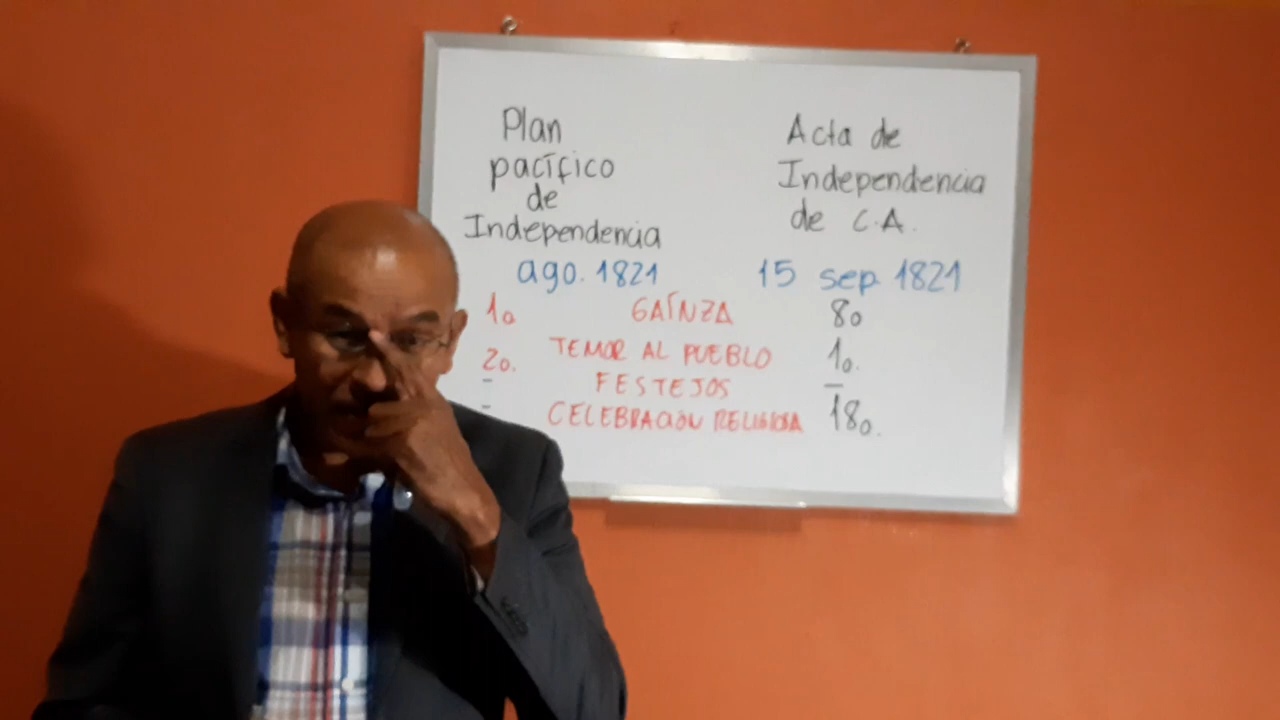 Plan
pacífico
de
Independencia
ago. 1821
Acta de
Independencia
de C.A.
15 sep. 1821
1o GAÍNZA 8o
2o. TEMOR AL PUEBLO 1o.
- FESTEJOS -
- CELEBRACIÓN RELIGIOSA 18o.